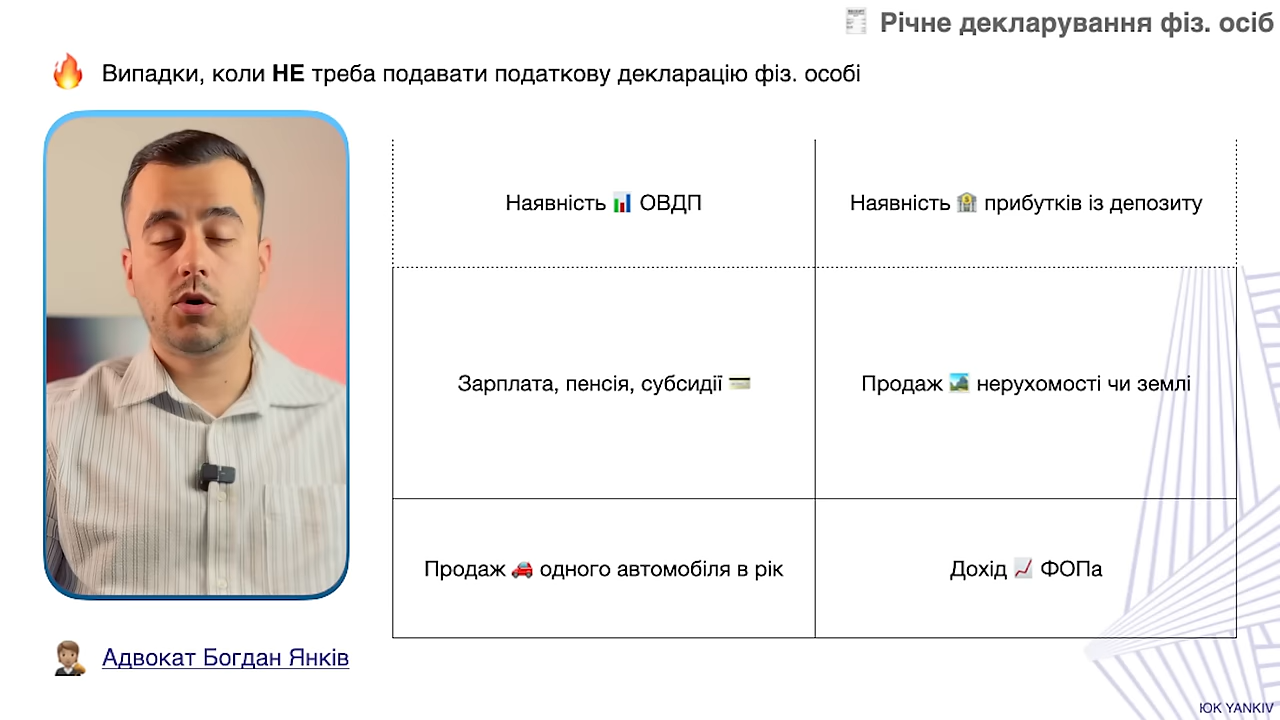 Річне декларування фіз. осіб
Випадки, коли НЕ треба подавати податкову декларацію фіз. особі
Наявність ОВДП
Наявність прибутків із депозиту
Зарплата, пенсія, субсидії
Продаж нерухомості чи землі
Продаж одного автомобіля в рік
Дохід ФОПа
Адвокат Богдан Янків
ЮК YANKIV